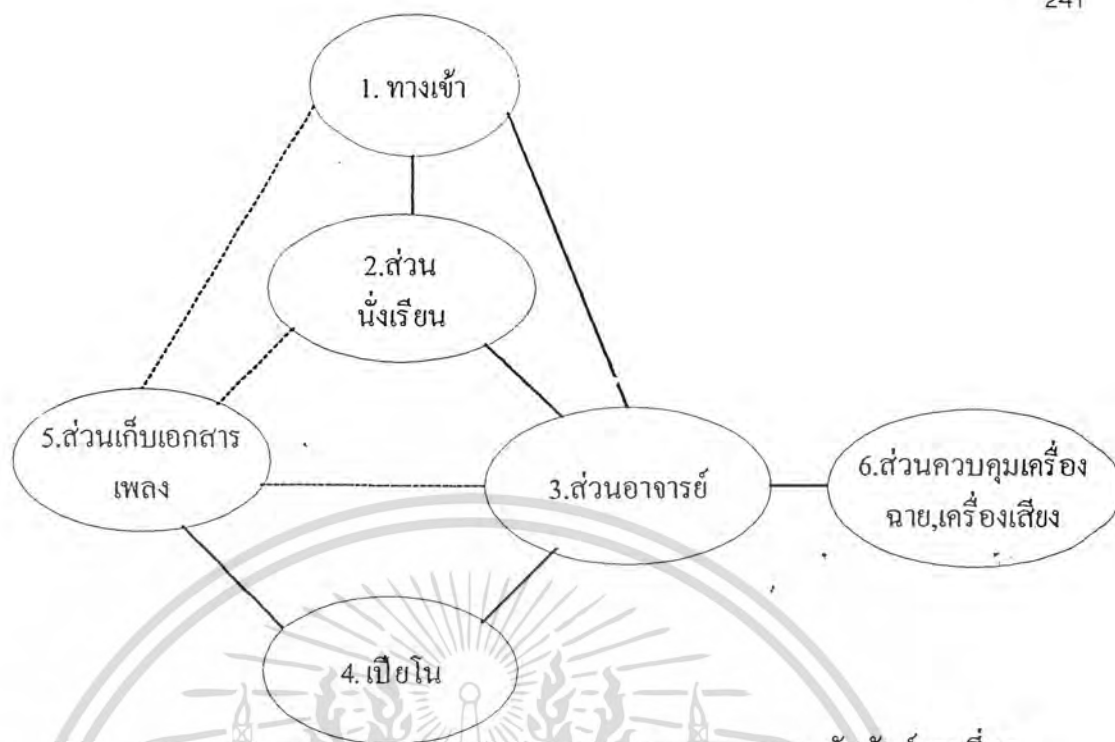 241
1. ทางเข้า
2.ส่วน
นั่งเรียน
5.ส่วนเก็บเอกสาร
เพลง
3.ส่วนอาจารย์
6.ส่วนควบคุมเครื่อง
ฉาย,เครื่องเสียง
4. เปียโน